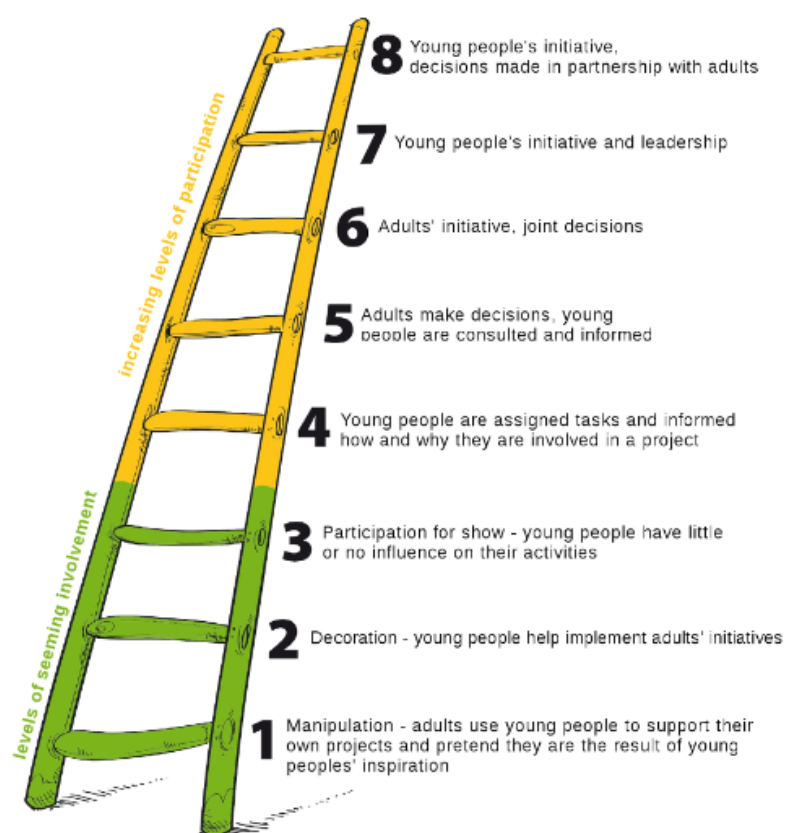 8 Young people's initiative,
decisions made in partnership with adults
7 Young people's initiative and leadership
6 Adults' initiative, joint decisions
5 Adults make decisions, young
people are consulted and informed
4 Young people are assigned tasks and informed
how and why they are involved in a project
3 Participation for show - young people have little
or no influence on their activities
2 Decoration - young people help implement adults' initiatives
1 Manipulation - adults use young people to support their
own projects and pretend they are the result of young
peoples' inspiration
increasing levels of participation
levels of seeming involvement